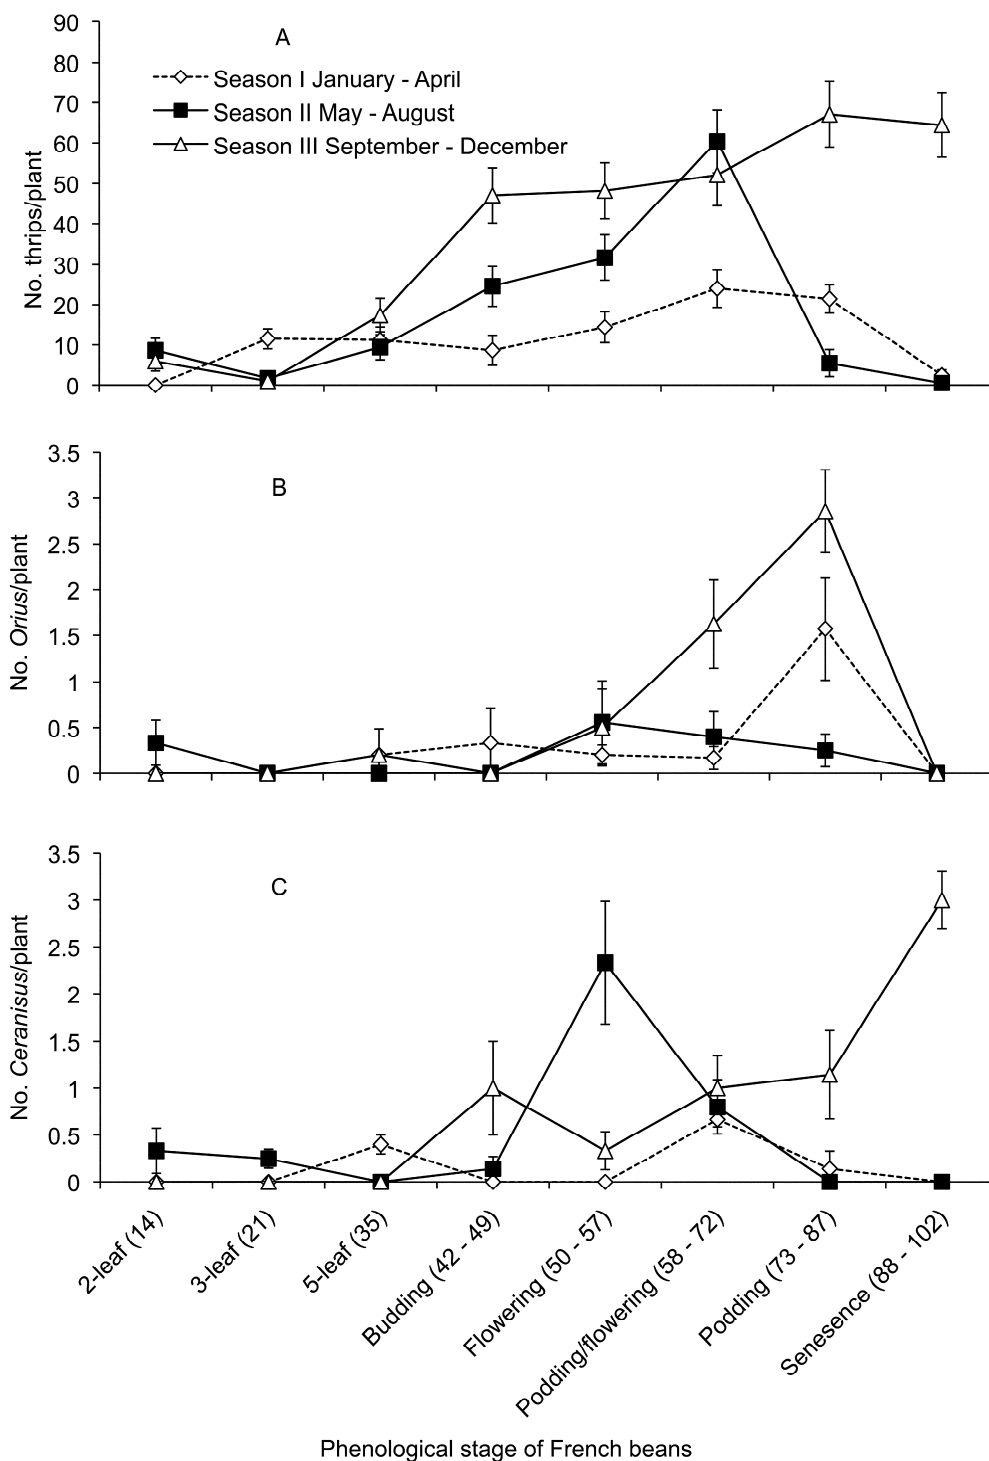 A
Season I January - April
Season II May - August
Season III September - December
No. thrips/plant
90
80
70
60
50
40
30
20
10
0
B
No. Orius/plant
3.5
3
2.5
2
1.5
1
0.5
0
C
No. Ceranisus/plant
3.5
3
2.5
2
1.5
1
0.5
0
2-leaf (14)
3-leaf (21)
5-leaf (35)
Budding (42 - 49)
Flowering (50 - 57)
Podding/flowering (58 - 72)
Podding (73 - 87)
Senesence (88 - 102)
Phenological stage of French beans